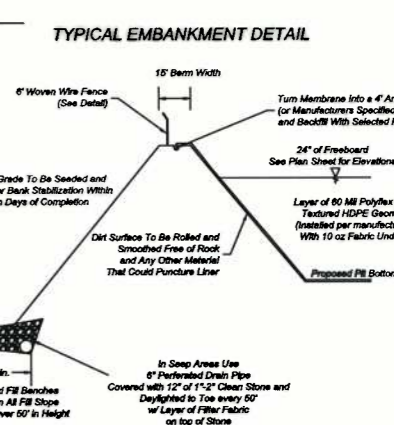 TYPICAL EMBANKMENT DETAIL
15' Berm Width
6' Woven Wire Fence
(See Detail)
Turn Membrane Into a 4' An
(or Manufacturers Specified
and Backfill With Selected
24" of Freeboard
See Plan Sheet for Elevations
Grade To Be Seeded and
or Bank Stabilization Within
Days of Completion
Layer of 60 Mil Polyflex
Textured HDPE Geom
(Installed per manufact
With 10 oz Fabric Und
Dirt Surface To Be Rolled and
Smoothed Free of Rock
and Any Other Material
That Could Puncture Liner
Proposed Pit Bottom
in.
d Fill Benches
n All Fill Slope
ver 50' in Height
In Seep Areas Use
6" Perforated Drain Pipe
Covered with 12" of 1"-2" Clean Stone and
Daylighted to Toe every 50'
w/ Layer of Filter Fabric
on top of Stone